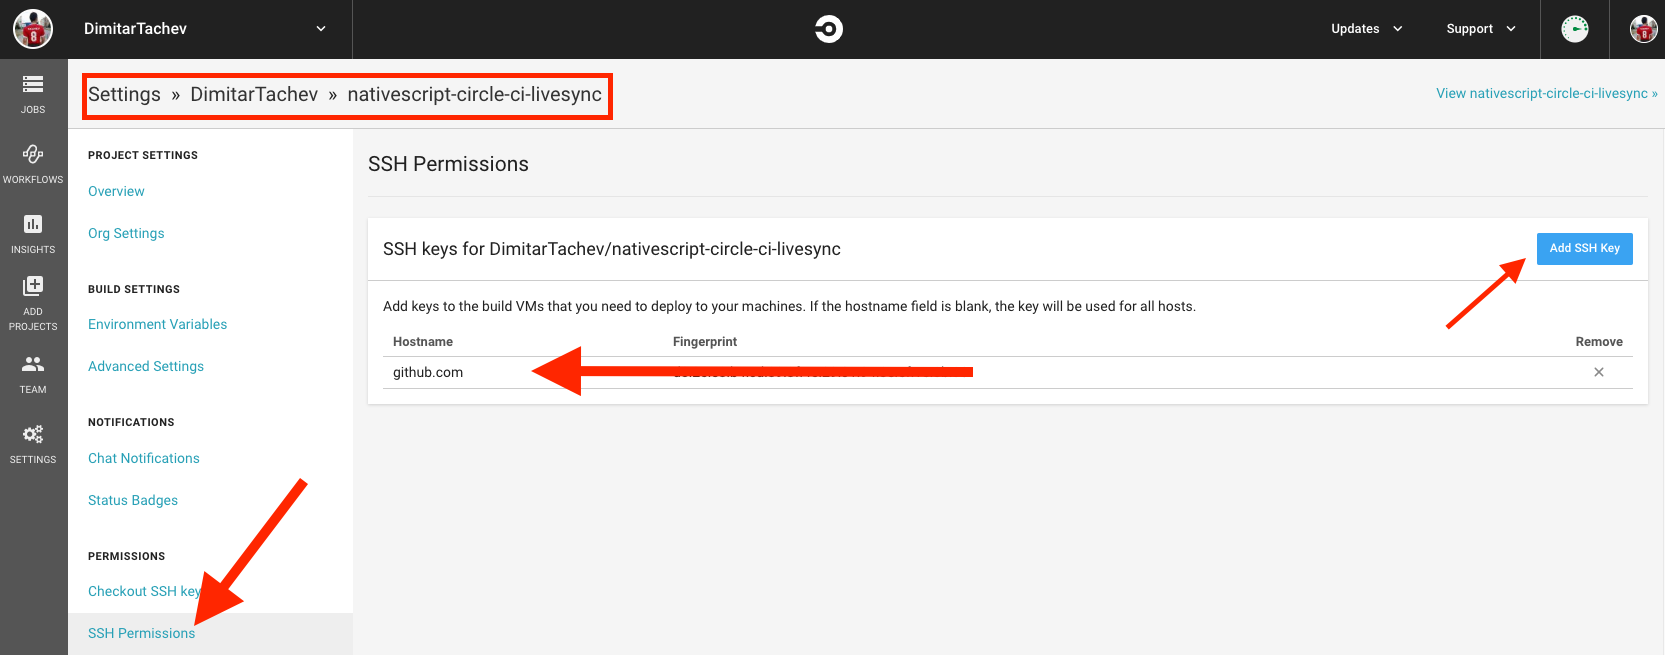 DimitarTachev
Updates
Support
JOBS
WORKFLOWS
INSIGHTS
ADD
PROJECTS
TEAM
SETTINGS
Settings » DimitarTachev » nativescript-circle-ci-livesync
View nativescript-circle-ci-livesync »
PROJECT SETTINGS
Overview
Org Settings
BUILD SETTINGS
Environment Variables
Advanced Settings
NOTIFICATIONS
Chat Notifications
Status Badges
PERMISSIONS
Checkout SSH key
SSH Permissions
SSH Permissions
SSH keys for DimitarTachev/nativescript-circle-ci-livesync
Add SSH Key
Add keys to the build VMs that you need to deploy to your machines. If the hostname field is blank, the key will be used for all hosts.
Hostname Fingerprint Remove
github.com